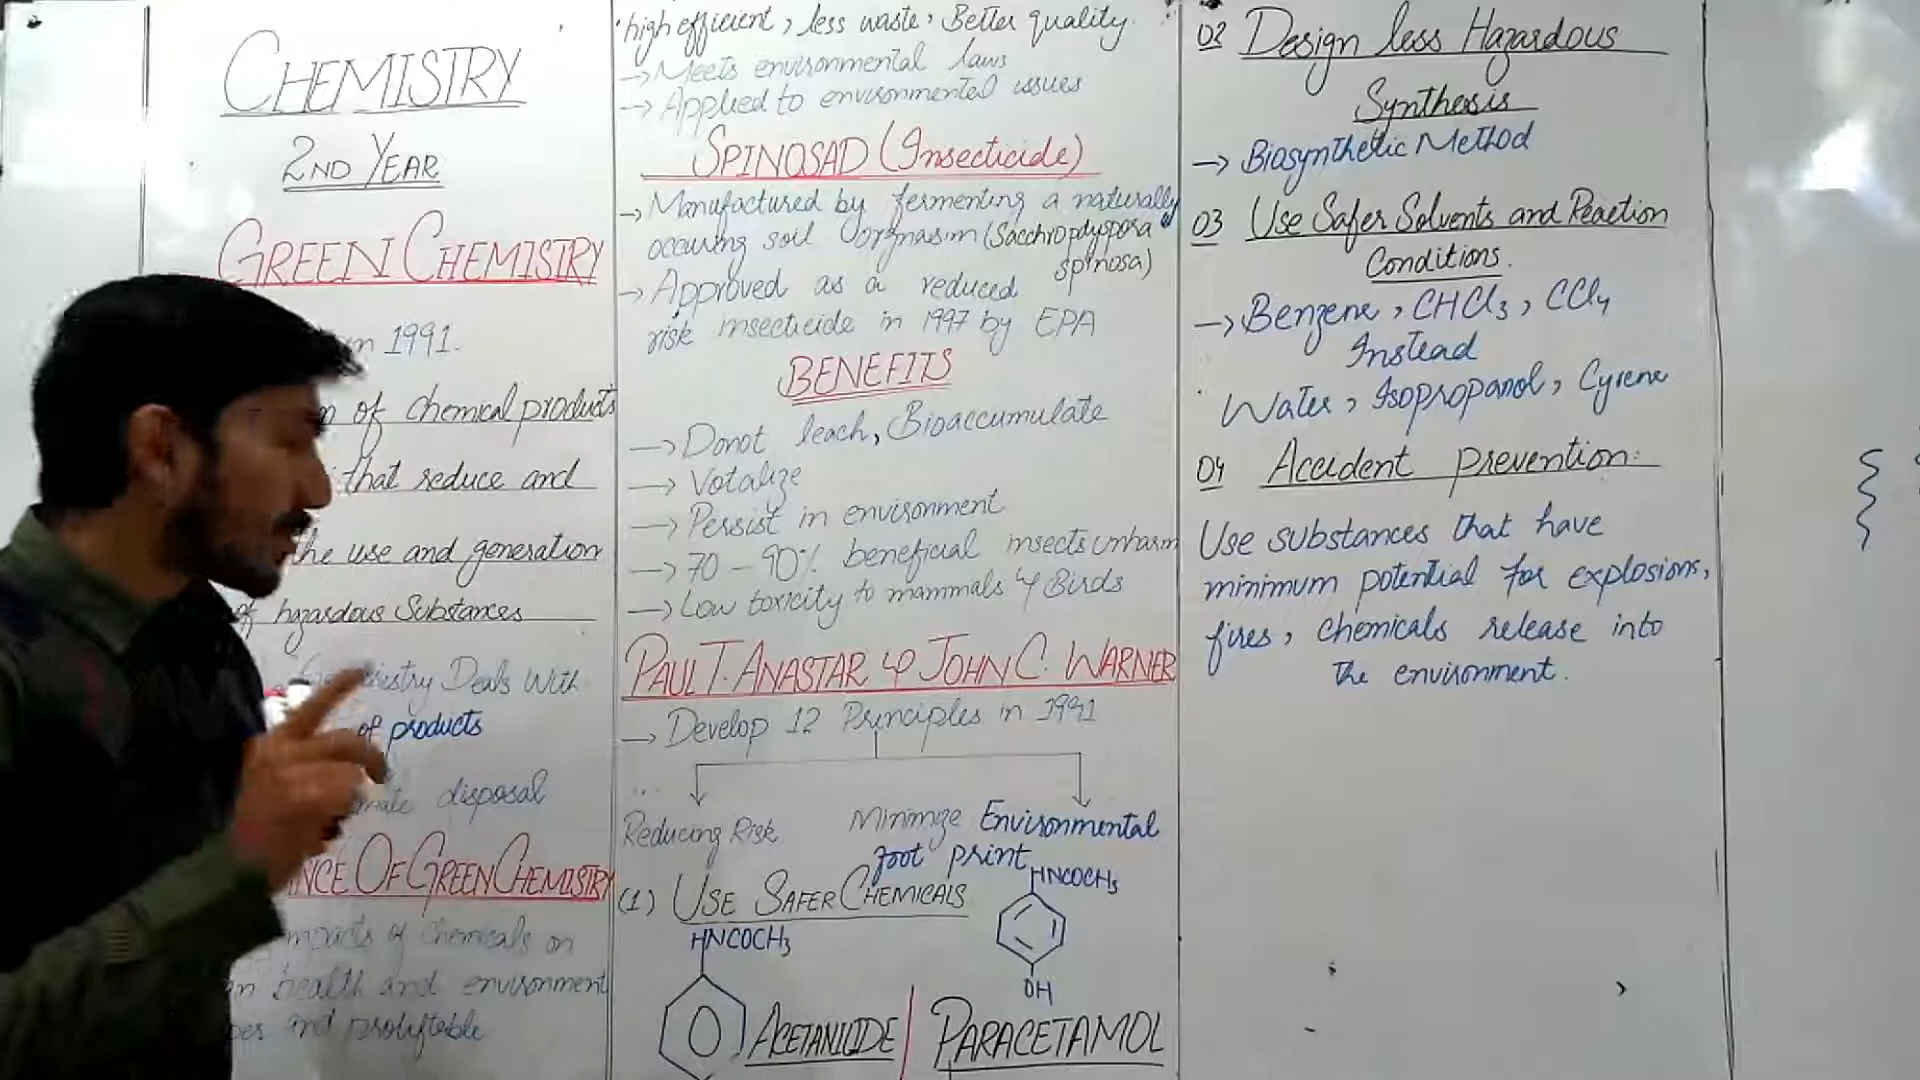 CHEMISTRY
2ND YEAR
GREEN CHEMISTRY
in 1991.
of chemical products
that reduce and
the use and generation
of hazardous Substances
Deals With
of products
disposal
OF GREEN CHEMISTRY
impacts of chemicals on
health and environment
and profitable
high efficient, less waste, Better quality.
→ Meets environmental laws
→ Applied to environmental issues
SPINOSAD (Insecticide)
→ Manufactured by fermenting a naturally
occuring soil
spinosa)
→ Approved as a reduced
risk insecticide in 1997 by EPA
BENEFITS
→ Donot leach, Bioaccumulate
→ Votalize
→ Persist in environment
→ 70-90% beneficial insects unharm
→ Low toxicity to mammals & Birds
PAUL T. ANASTAR & JOHN C. WARNER
→ Develop 12 Principles in 1991
Reducing Risk
Minimize Environmental
foot print
(1) USE SAFER CHEMICALS
HNCOCH3
HNCOCH3
OH
PARACETAMOL
02 Design less Hazardous
Synthesis
→ Biosynthetic Method
03 Use Safer Solvents and Reaction
Conditions.
→ Benzene, CHCl3, CCl4
Instead
Water, Isopropanol, Cyrene
04 Accident prevention:
Use substances that have
minimum potential for explosions,
fires, chemicals release into
the environment.